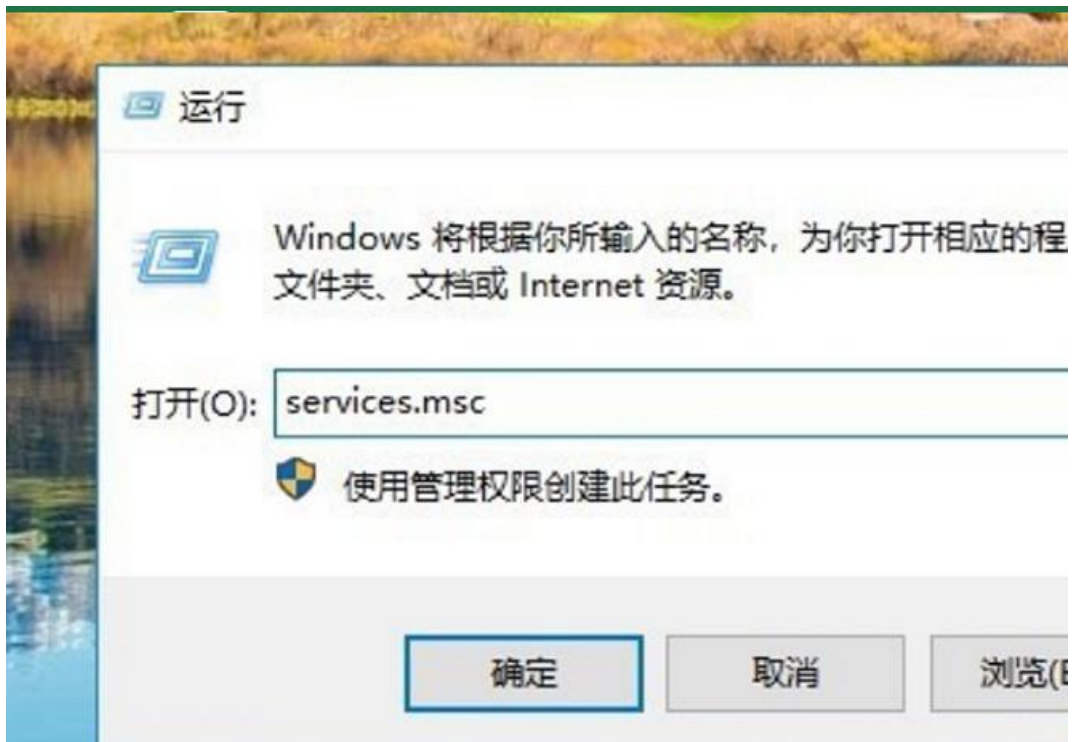 运行
Windows 将根据你所输入的名称，为你打开相应的程
文件夹、文档或 Internet 资源。
打开(O): services.msc
使用管理权限创建此任务。
确定 取消 浏览(B